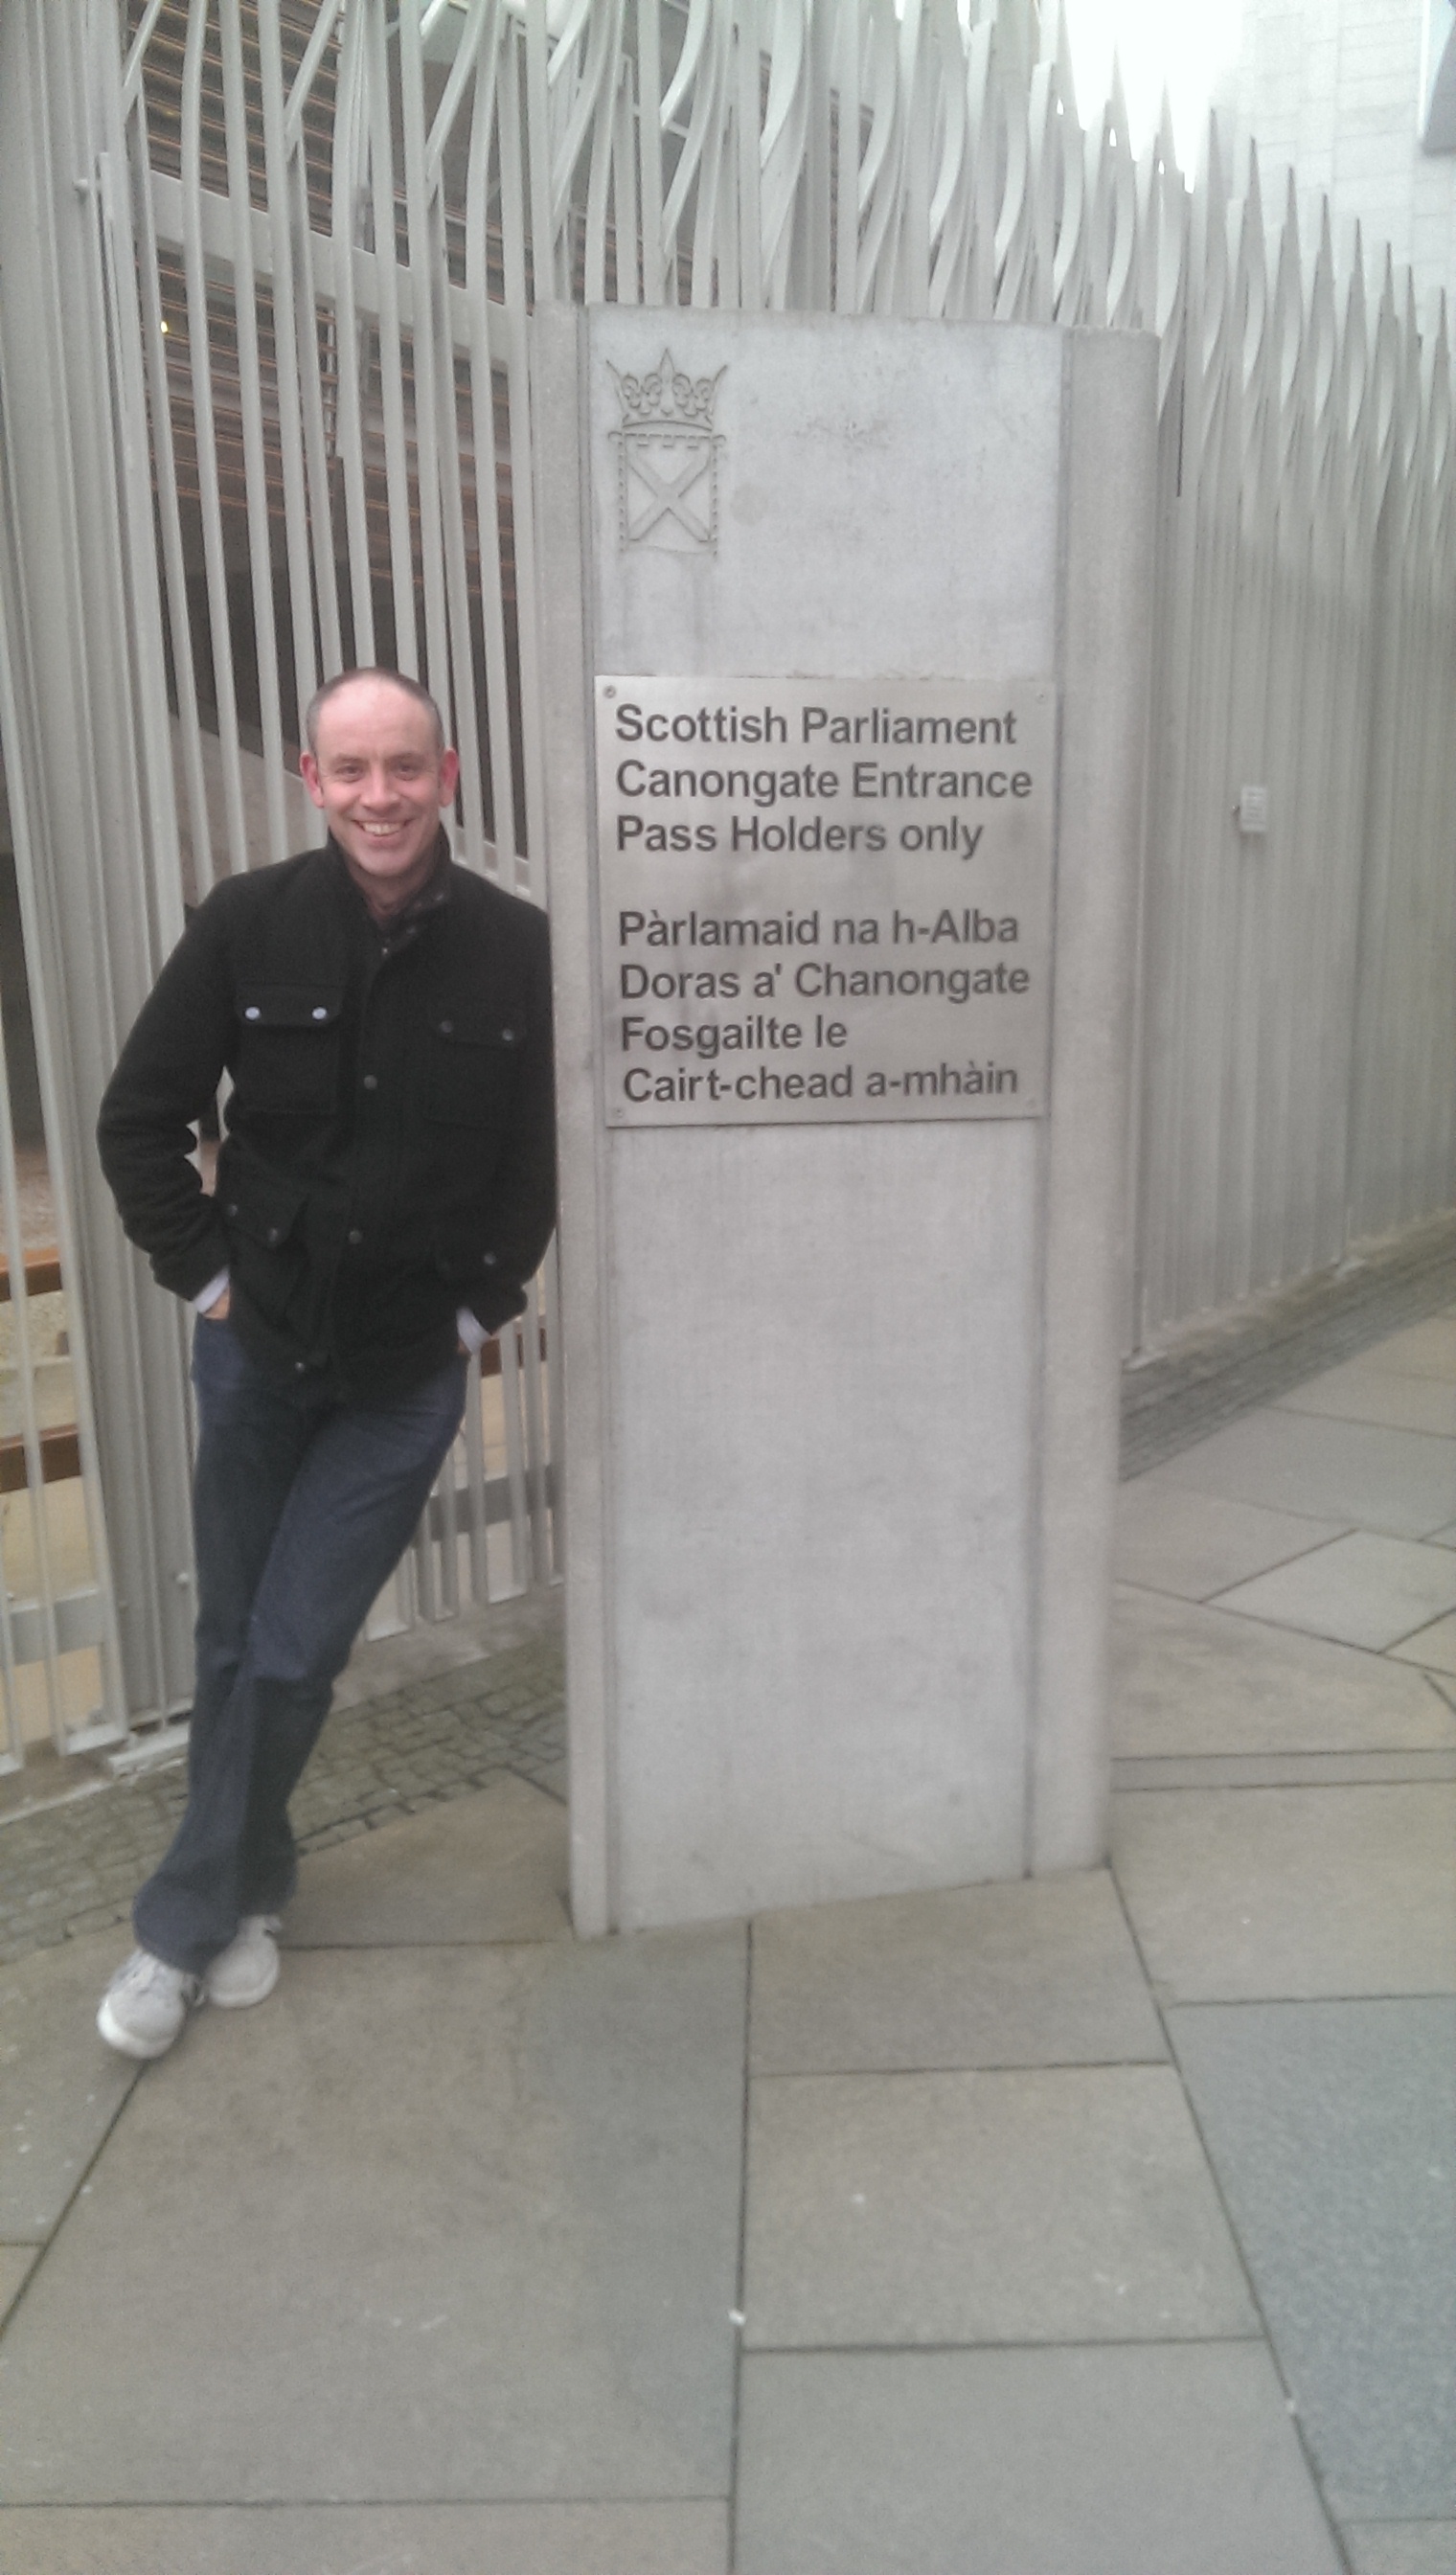 Scottish Parliament
Canongate Entrance
Pass Holders only
Pàrlamaid na h-Alba
Doras a' Chanongate
Fosgailte le
Cairt-chead a-mhàin